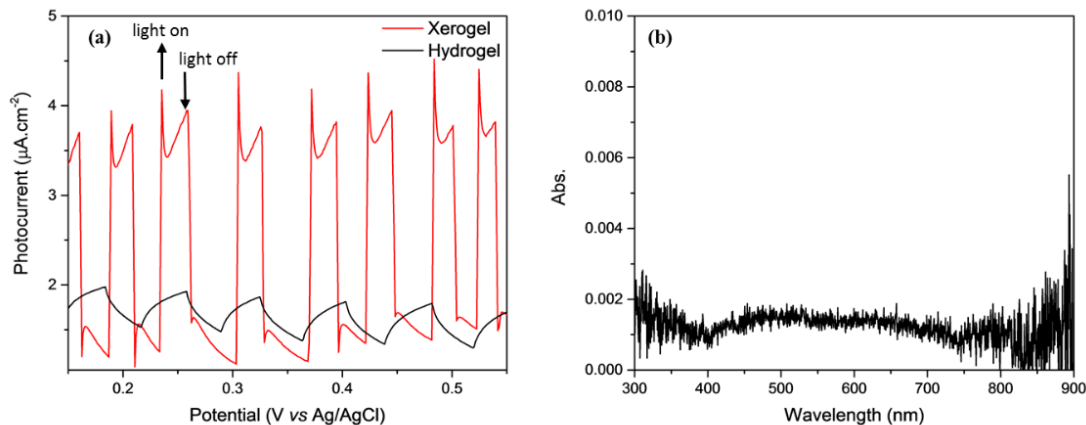 (a)
light on
light off
Xerogel
Hydrogel
5
4
3
2
0.2
0.3
0.4
0.5
Photocurrent (μA.cm⁻²)
Potential (V vs Ag/AgCl)
(b)
0.010
0.008
0.006
0.004
0.002
0.000
300
400
500
600
700
800
900
Abs.
Wavelength (nm)